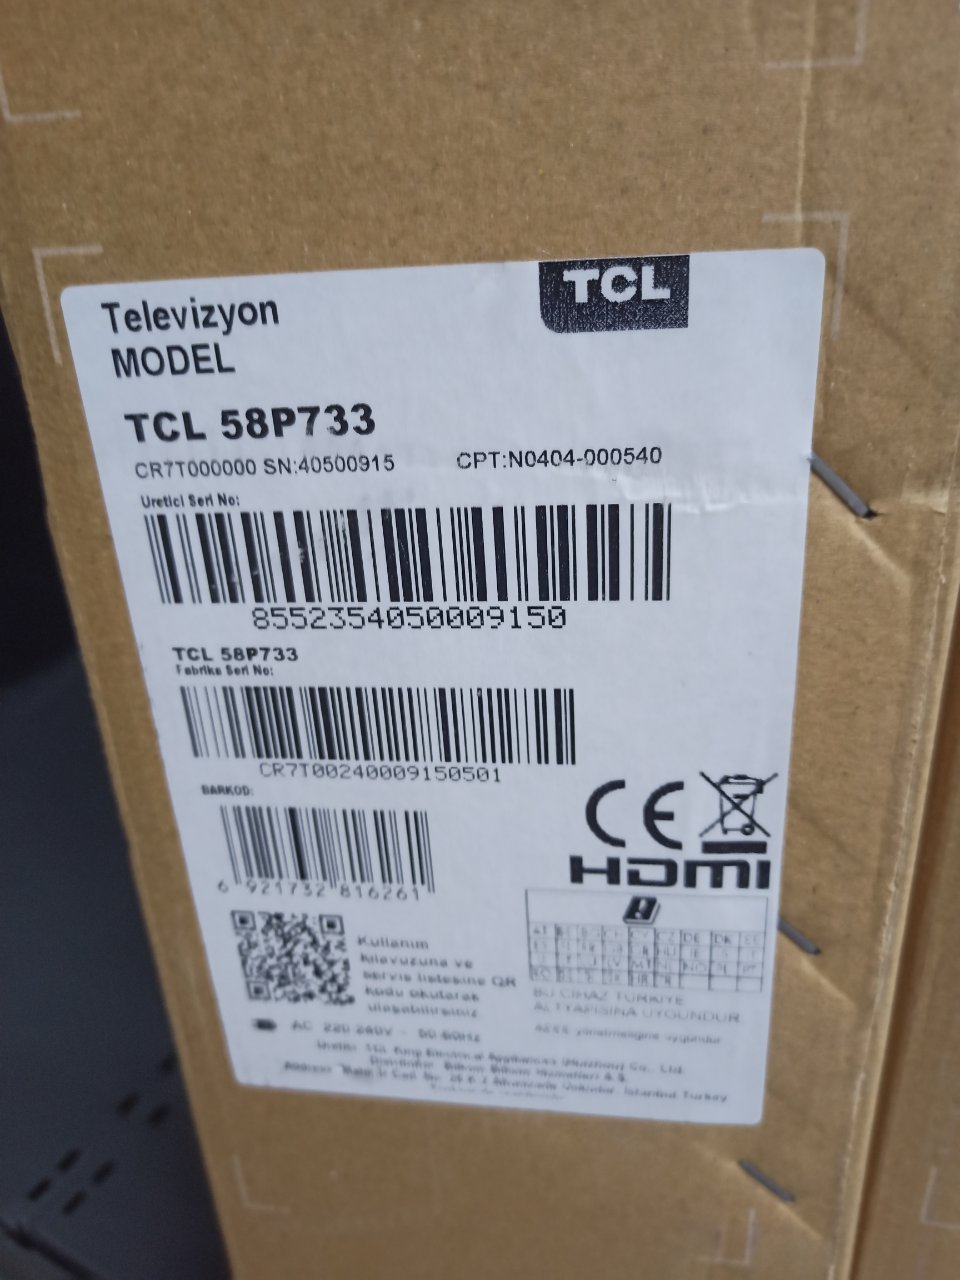 TCL
Televizyon
MODEL
TCL 58P733
CR7T000000 SN:40500915 CPT:N0404-000540
Uretici Seri No:
8552354050009150
TCL 58P733
Fabrika Seri No:
CR7T00240009150501
BARKOD:
6 921732 816261
CE
HDMI
Kullanım
kılavuzuna ve
servis listesine QR
kodu okutarak
ulaşabilirsiniz
BU CİHAZ TÜRKİYE
ALTYAPISINA UYGUNDUR
AC 220-240V - 50-60Hz